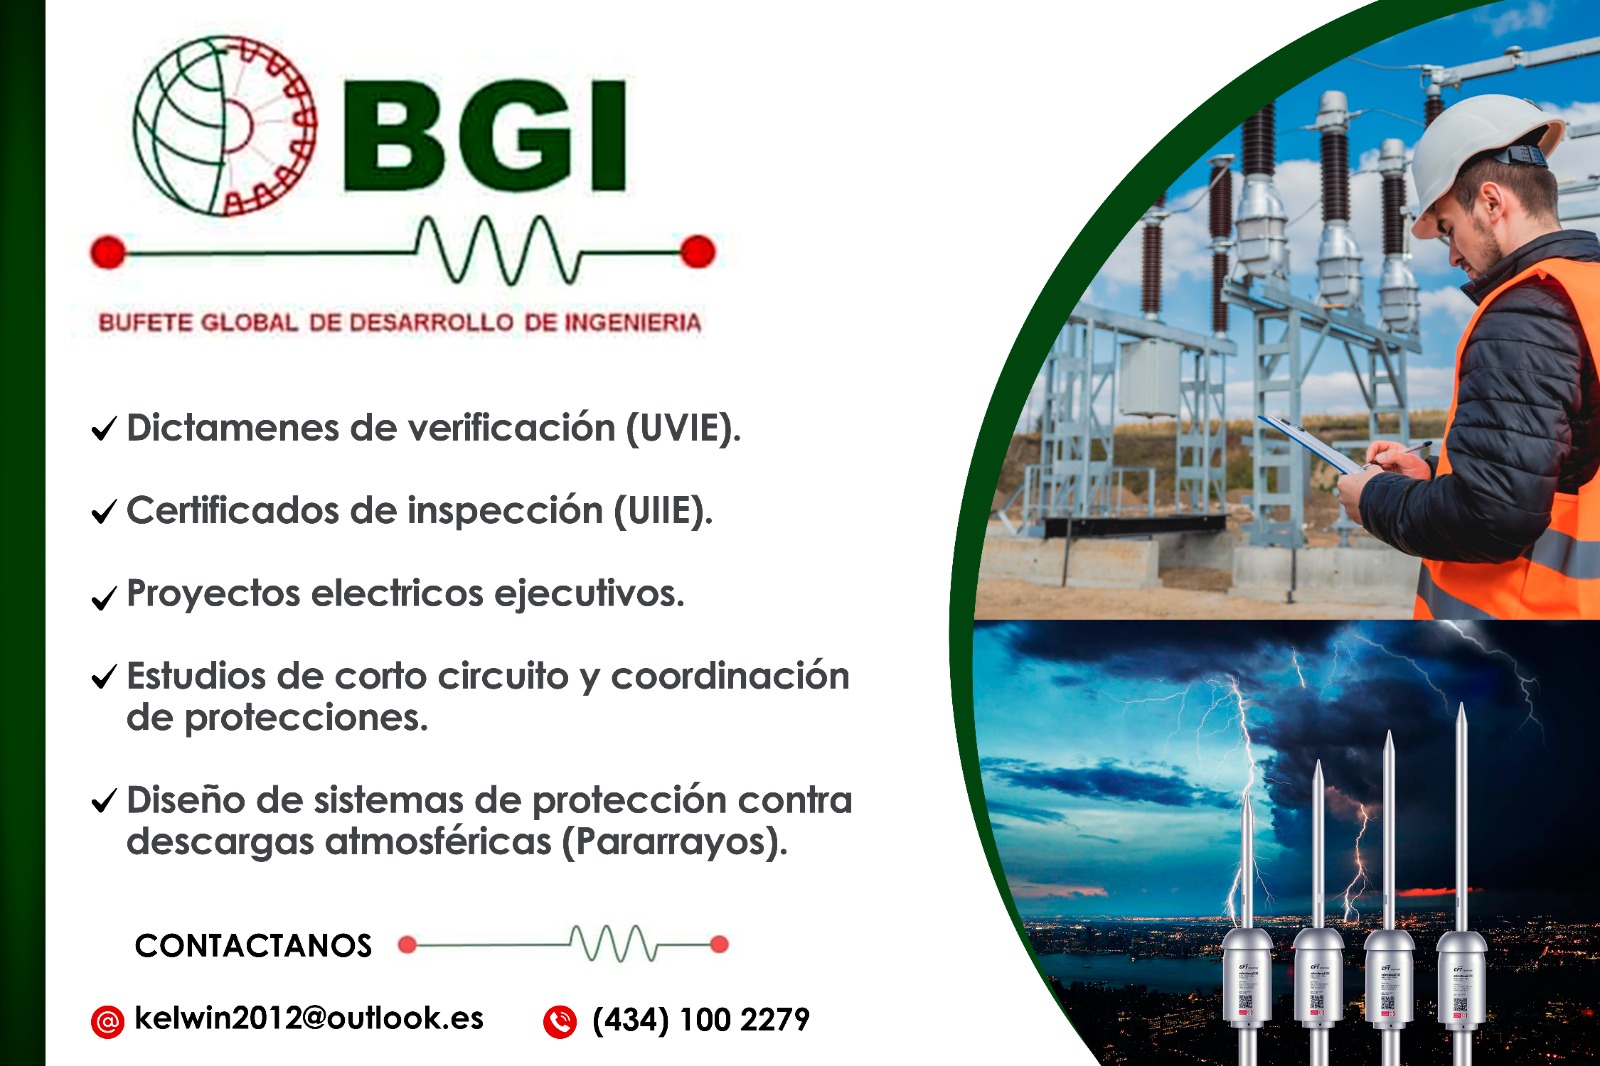 BGI
BUFETE GLOBAL DE DESARROLLO DE INGENIERIA
Dictamenes de verificación (UVIE).
Certificados de inspección (UIIE).
Proyectos electricos ejecutivos.
Estudios de corto circuito y coordinación
de protecciones.
Diseño de sistemas de protección contra
descargas atmosféricas (Pararrayos).
CONTACTANOS
kelwin2012@outlook.es
(434) 100 2279